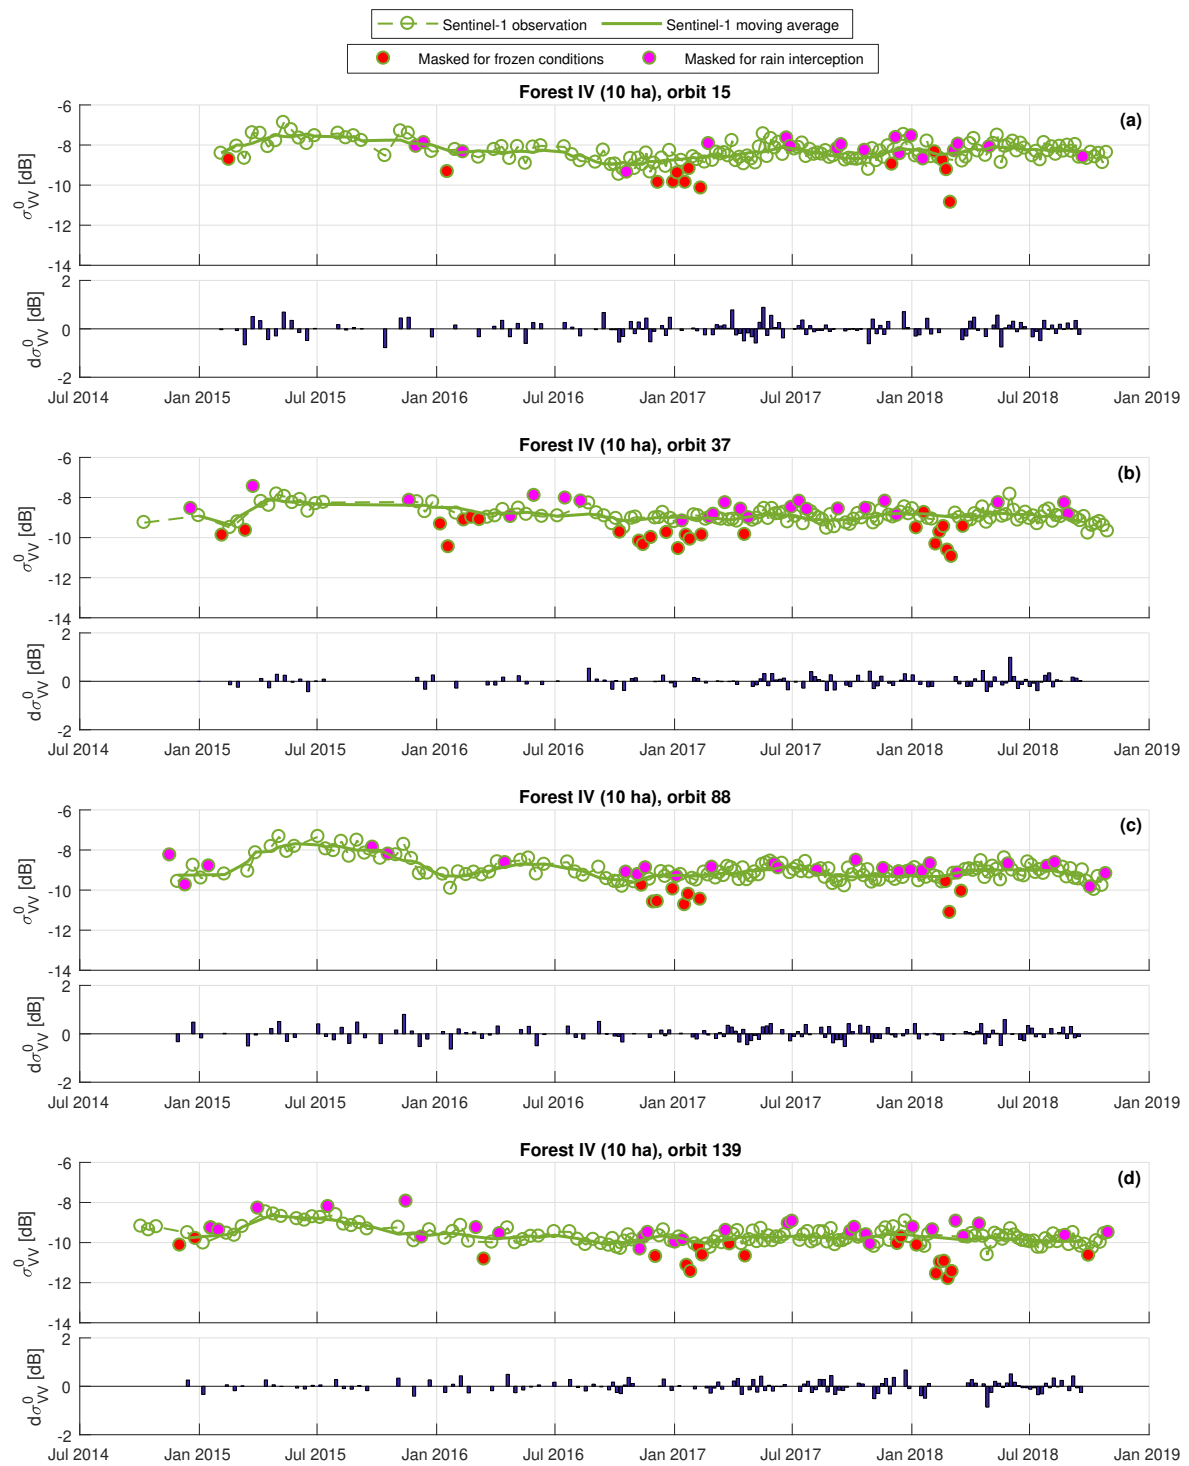 Sentinel-1 observation Sentinel-1 moving average
Masked for frozen conditions Masked for rain interception
Forest IV (10 ha), orbit 15
(a)
σ⁰VV [dB]
-6
-8
-10
-12
-14
dσ⁰VV [dB]
2
0
-2
Jul 2014 Jan 2015 Jul 2015 Jan 2016 Jul 2016 Jan 2017 Jul 2017 Jan 2018 Jul 2018 Jan 2019
Forest IV (10 ha), orbit 37
(b)
σ⁰VV [dB]
-6
-8
-10
-12
-14
dσ⁰VV [dB]
2
0
-2
Jul 2014 Jan 2015 Jul 2015 Jan 2016 Jul 2016 Jan 2017 Jul 2017 Jan 2018 Jul 2018 Jan 2019
Forest IV (10 ha), orbit 88
(c)
σ⁰VV [dB]
-6
-8
-10
-12
-14
dσ⁰VV [dB]
2
0
-2
Jul 2014 Jan 2015 Jul 2015 Jan 2016 Jul 2016 Jan 2017 Jul 2017 Jan 2018 Jul 2018 Jan 2019
Forest IV (10 ha), orbit 139
(d)
σ⁰VV [dB]
-6
-8
-10
-12
-14
dσ⁰VV [dB]
2
0
-2
Jul 2014 Jan 2015 Jul 2015 Jan 2016 Jul 2016 Jan 2017 Jul 2017 Jan 2018 Jul 2018 Jan 2019